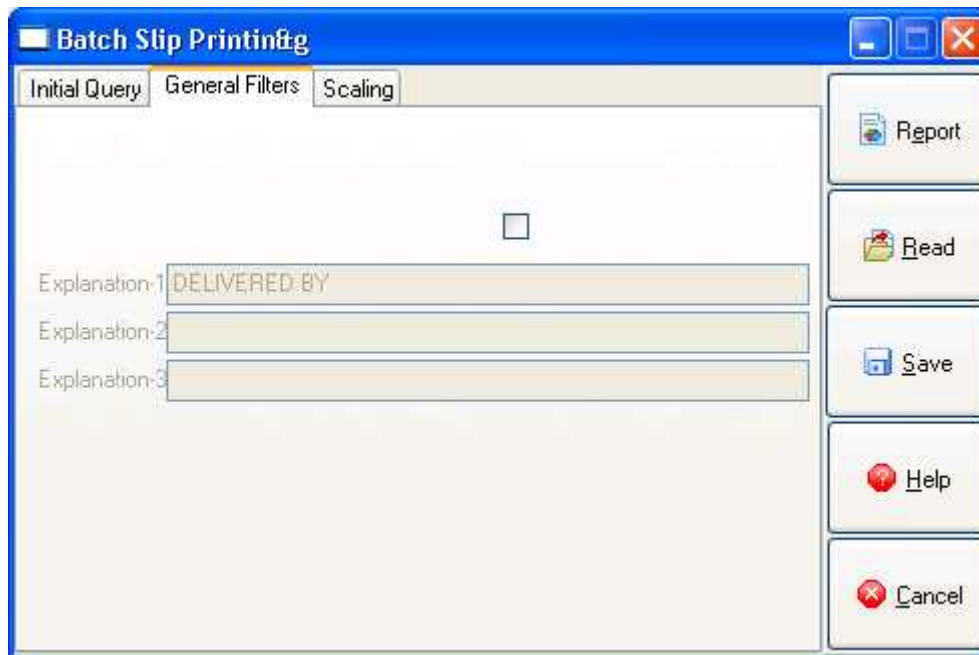 Batch Slip Printin&g
Initial Query General Filters Scaling
Report
Read
Explanation-1 DELIVERED BY
Explanation-2
Explanation-3
Save
Help
Cancel